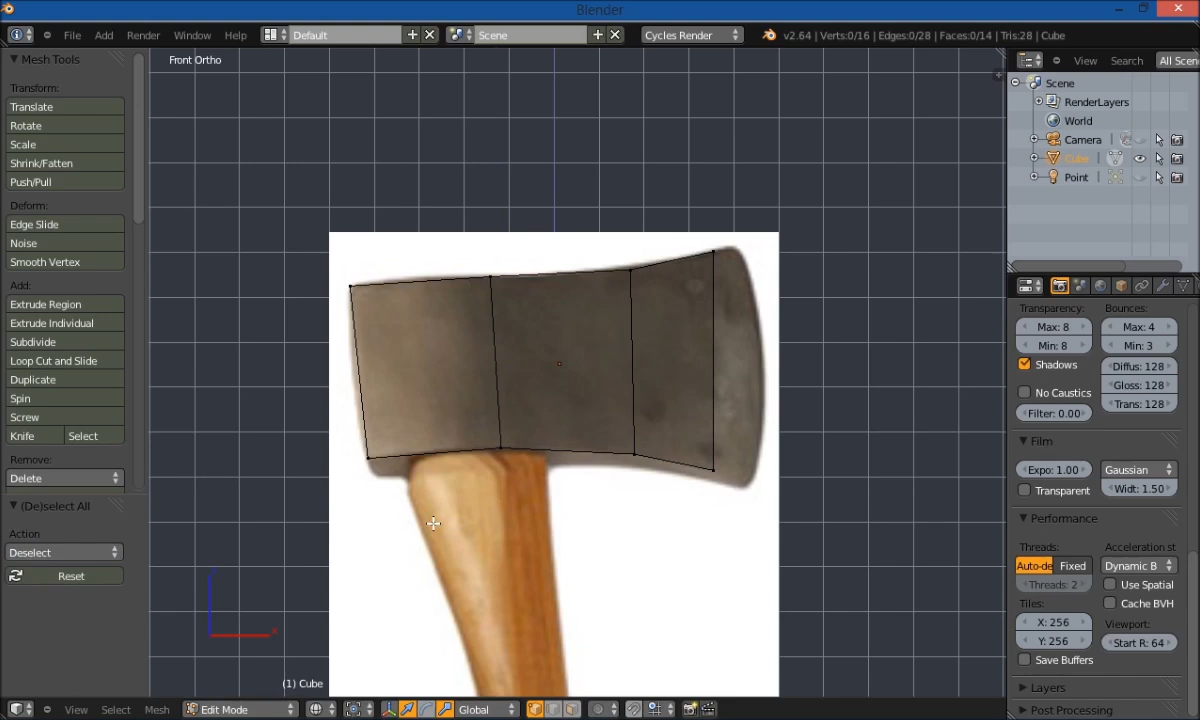 Blender
File Add Render Window Help Default Scene Cycles Render v2.64 | Verts:0/16 | Edges:0/28 | Faces:0/14 | Tris:28 | Cube
Mesh Tools
Transform:
Translate
Rotate
Scale
Shrink/Fatten
Push/Pull
Deform:
Edge Slide
Noise
Smooth Vertex
Add:
Extrude Region
Extrude Individual
Subdivide
Loop Cut and Slide
Duplicate
Spin
Screw
Knife Select
Remove:
Delete
(De)select All
Action
Deselect
Reset
Front Ortho
(1) Cube
View Select Mesh Edit Mode Global
View Search All Scen
Scene
RenderLayers
World
Camera
Cube
Point
Transparency: Bounces:
Max: 8 Max: 4
Min: 8 Min: 3
Shadows Diffus: 128
Gloss: 128
No Caustics Trans: 128
Filter: 0.00
Film
Expo: 1.00 Gaussian
Transparent Widt: 1.50
Performance
Threads: Acceleration st
Auto-de Fixed Dynamic B
Threads: 2 Use Spatial
Tiles: Cache BVH
X: 256 Viewport:
Y: 256 Start R: 64
Save Buffers
Layers
Post Processing